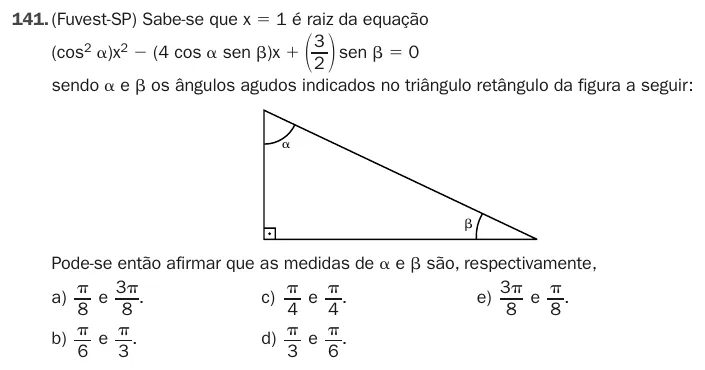 141. (Fuvest-SP) Sabe-se que x = 1 é raiz da equação
(cos² α)x² − (4 cos α sen β)x + (3/2) sen β = 0
sendo α e β os ângulos agudos indicados no triângulo retângulo da figura a seguir:
α
β
Pode-se então afirmar que as medidas de α e β são, respectivamente,
a) π/8 e 3π/8. c) π/4 e π/4. e) 3π/8 e π/8.
b) π/6 e π/3. d) π/3 e π/6.